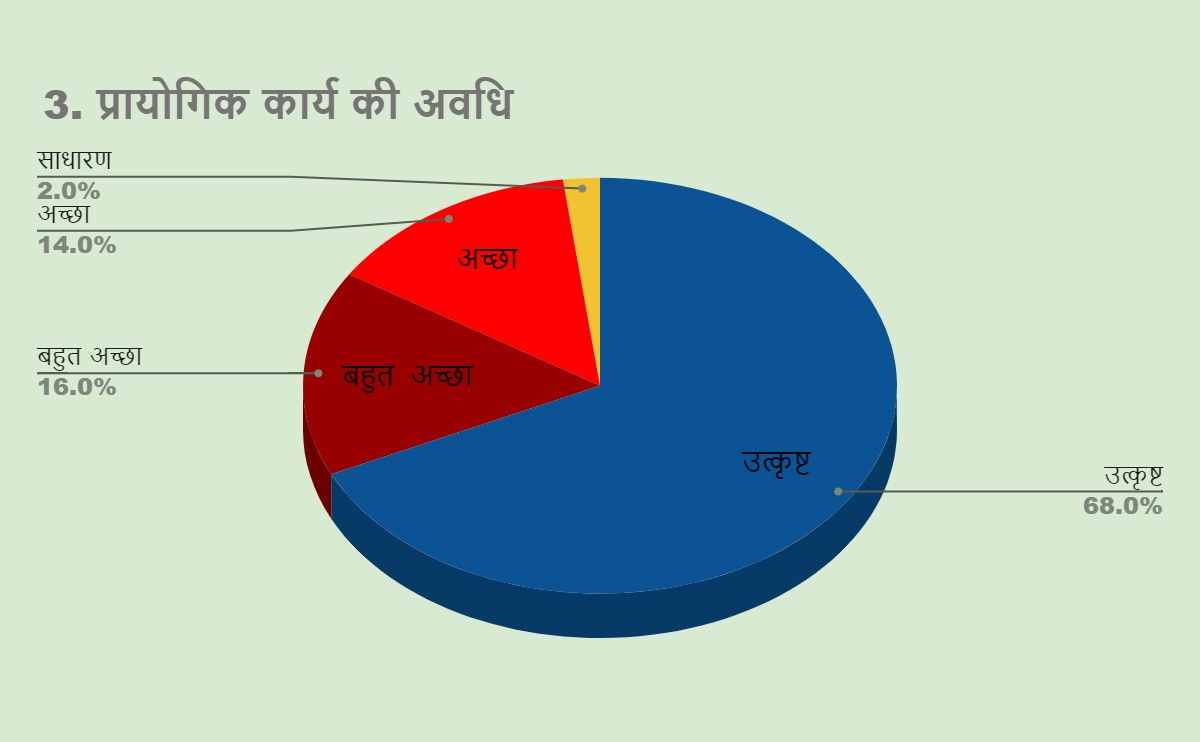 3. प्रायोगिक कार्य की अवधि
साधारण
2.0%
अच्छा
14.0%
अच्छा
बहुत अच्छा
16.0%
बहुत अच्छा
उत्कृष्ट
उत्कृष्ट
68.0%